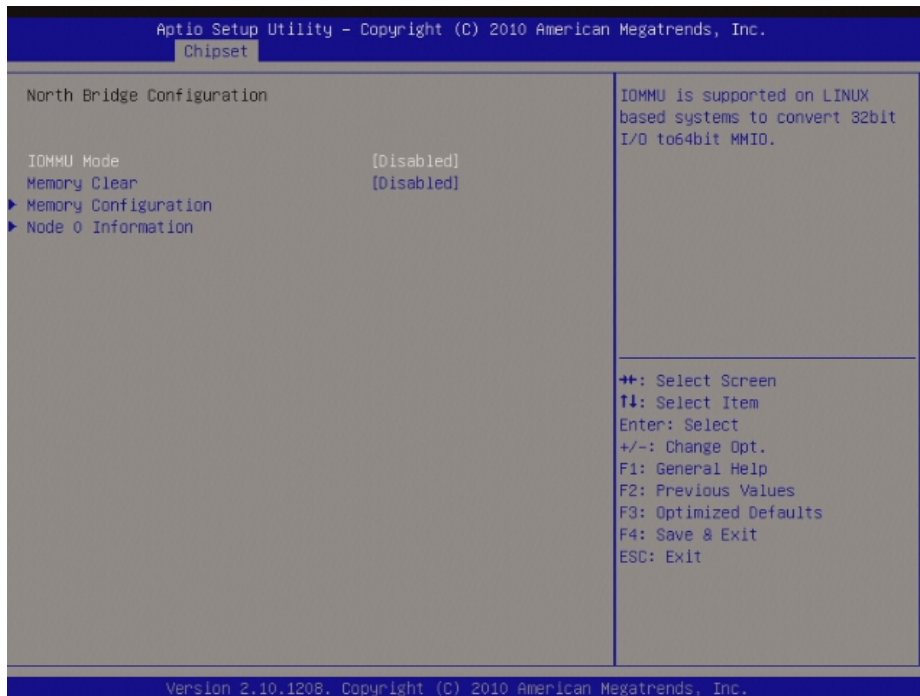 Aptio Setup Utility – Copyright (C) 2010 American Megatrends, Inc.
Chipset
North Bridge Configuration
IOMMU Mode [Disabled]
Memory Clear [Disabled]
▶ Memory Configuration
▶ Node 0 Information
IOMMU is supported on LINUX
based systems to convert 32bit
I/O to64bit MMIO.
→←: Select Screen
↑↓: Select Item
Enter: Select
+/-: Change Opt.
F1: General Help
F2: Previous Values
F3: Optimized Defaults
F4: Save & Exit
ESC: Exit
Version 2.10.1208. Copyright (C) 2010 American Megatrends, Inc.